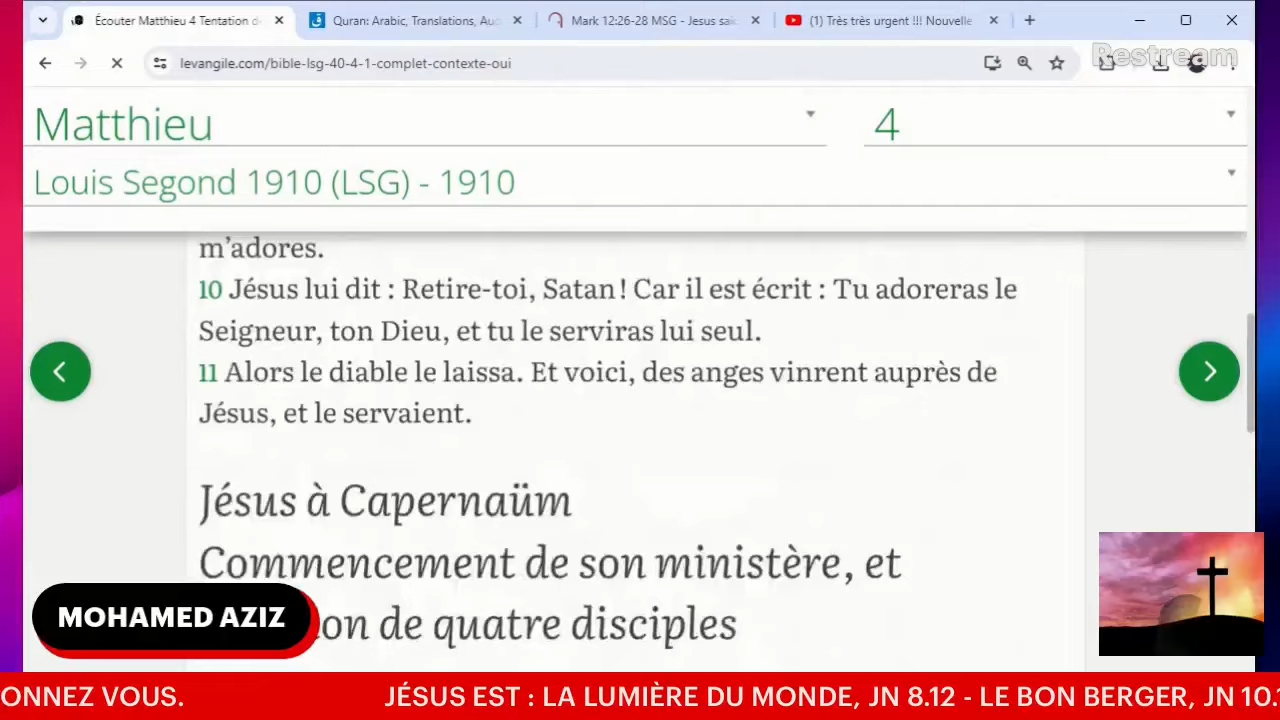 Écouter Matthieu 4 Tentation d
Quran: Arabic, Translations, Au
Mark 12:26-28 MSG - Jesus sai
(1) Très très urgent !!! Nouvelle
levangile.com/bible-lsg-40-4-1-complet-contexte-oui
Restream
Matthieu
4
Louis Segond 1910 (LSG) - 1910
m’adores.
10 Jésus lui dit : Retire-toi, Satan ! Car il est écrit : Tu adoreras le
Seigneur, ton Dieu, et tu le serviras lui seul.
11 Alors le diable le laissa. Et voici, des anges vinrent auprès de
Jésus, et le servaient.
Jésus à Capernaüm
Commencement de son ministère, et
on de quatre disciples
MOHAMED AZIZ
ONNEZ VOUS. JÉSUS EST : LA LUMIÈRE DU MONDE, JN 8.12 - LE BON BERGER, JN 10.